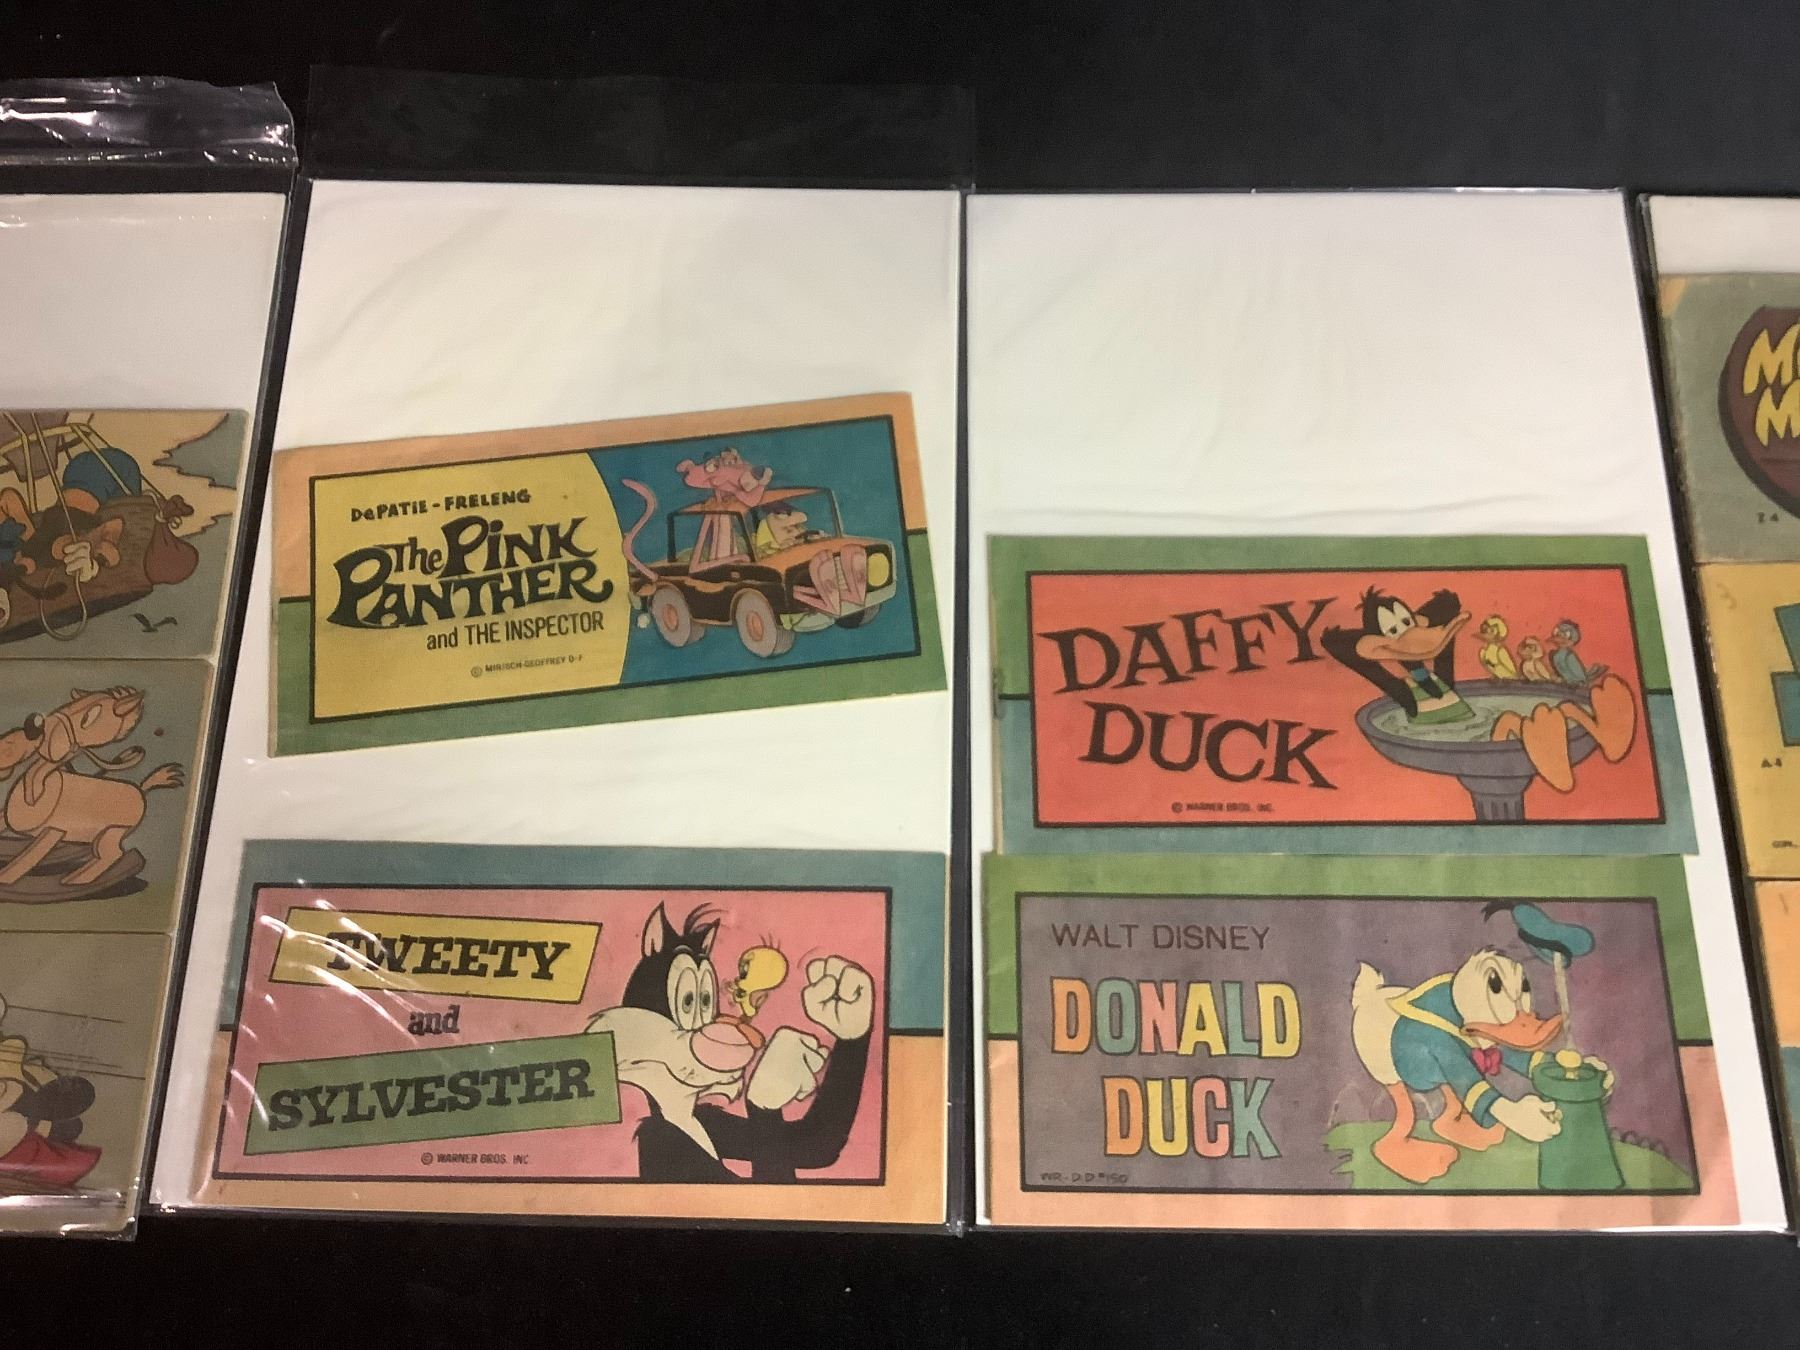 DePATIE-FRELENG
The PINK
PANTHER
and THE INSPECTOR
© MIRISCH-GEOFFREY D-F
TWEETY
and
SYLVESTER
© WARNER BROS. INC.
DAFFY
DUCK
© WARNER BROS. INC.
WALT DISNEY
DONALD
DUCK